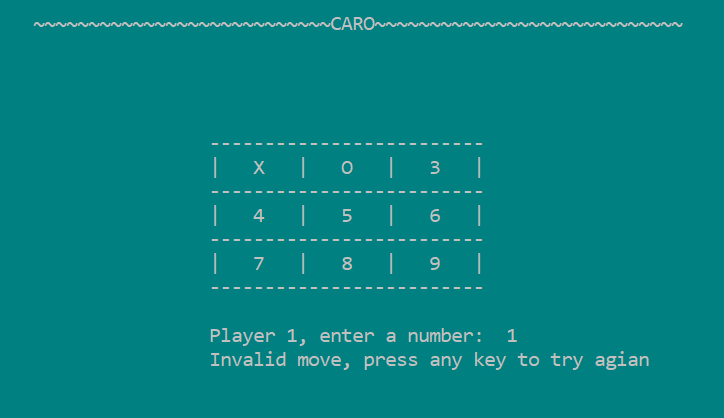 ~~~~~~~~~~~~~~~~~~~~~~~~~~~CARO~~~~~~~~~~~~~~~~~~~~~~~~~~~~
-------------------------
|   X   |   O   |   3   |
-------------------------
|   4   |   5   |   6   |
-------------------------
|   7   |   8   |   9   |
-------------------------
Player 1, enter a number:  1
Invalid move, press any key to try agian